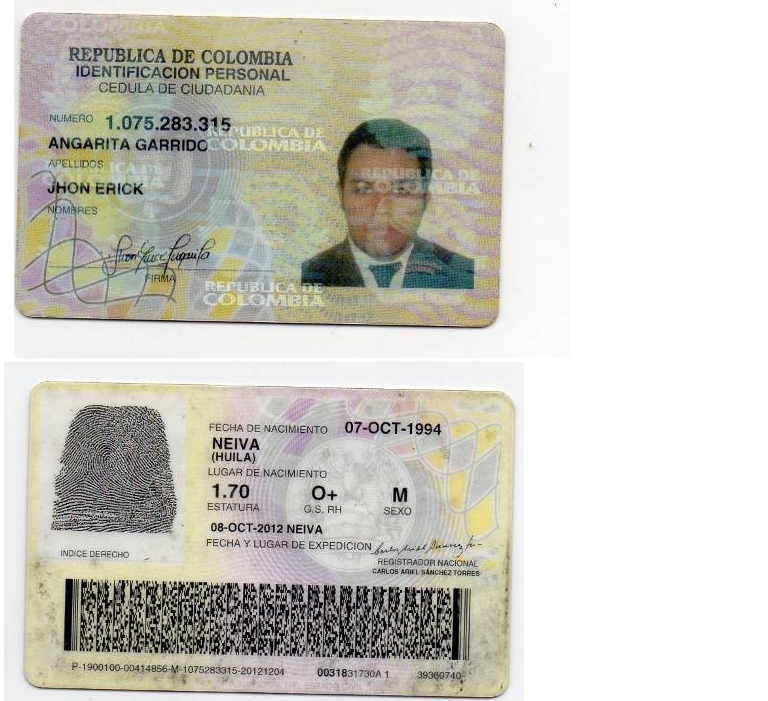 REPUBLICA DE COLOMBIA
IDENTIFICACION PERSONAL
CEDULA DE CIUDADANIA
NUMERO 1.075.283.315
ANGARITA GARRIDO
APELLIDOS
JHON ERICK
NOMBRES
FIRMA
REPUBLICA DE
COLOMBIA
REPUBLICA DE
COLOMBIA
REPUBLICA DE
COLOMBIA
FECHA DE NACIMIENTO 07-OCT-1994
NEIVA
(HUILA)
LUGAR DE NACIMIENTO
1.70 O+ M
ESTATURA G.S. RH SEXO
08-OCT-2012 NEIVA
FECHA Y LUGAR DE EXPEDICION
INDICE DERECHO
REGISTRADOR NACIONAL
CARLOS ARIEL SÁNCHEZ TORRES
P-1900100-00414856-M-1075283315-20121204 0031831730A 1 39360740